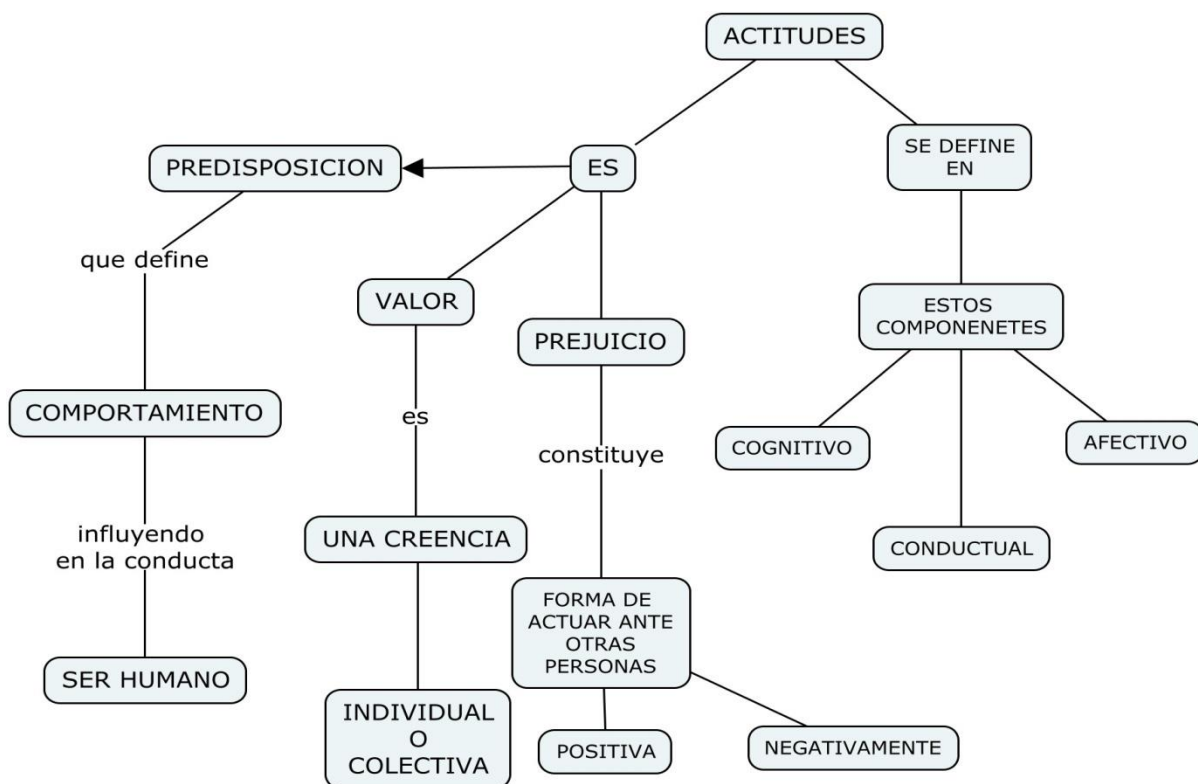 ACTITUDES
SE DEFINE
EN
PREDISPOSICION
ES
que define
VALOR
ESTOS
COMPONENETES
PREJUICIO
COMPORTAMIENTO
es
COGNITIVO
AFECTIVO
constituye
influyendo
en la conducta
UNA CREENCIA
CONDUCTUAL
FORMA DE
ACTUAR ANTE
OTRAS
PERSONAS
SER HUMANO
INDIVIDUAL
O
COLECTIVA
POSITIVA
NEGATIVAMENTE